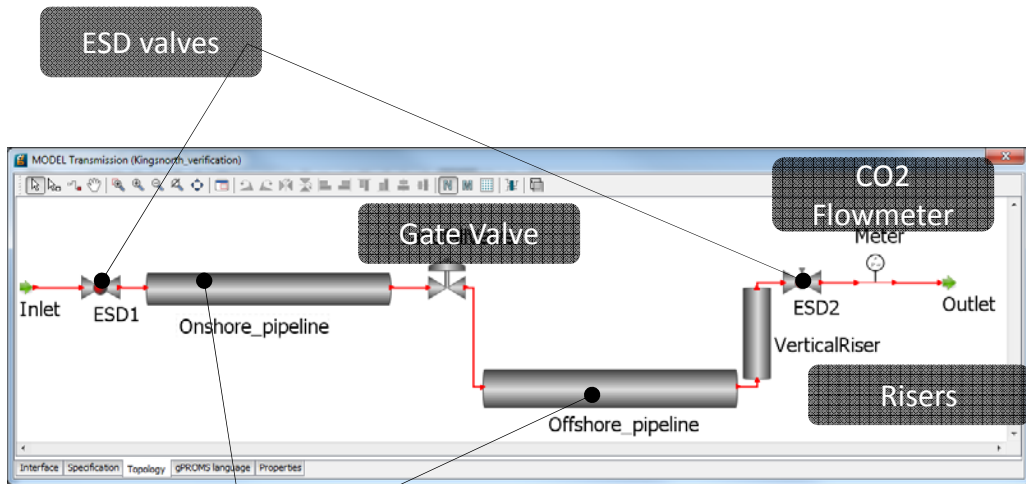 ESD valves
MODEL Transmission (Kingsnorth_verification)
CO2
Flowmeter
Gate Valve
Meter
Inlet
ESD1
Onshore_pipeline
ESD2
Outlet
VerticalRiser
Risers
Offshore_pipeline
Interface Specification Topology gPROMS language Properties